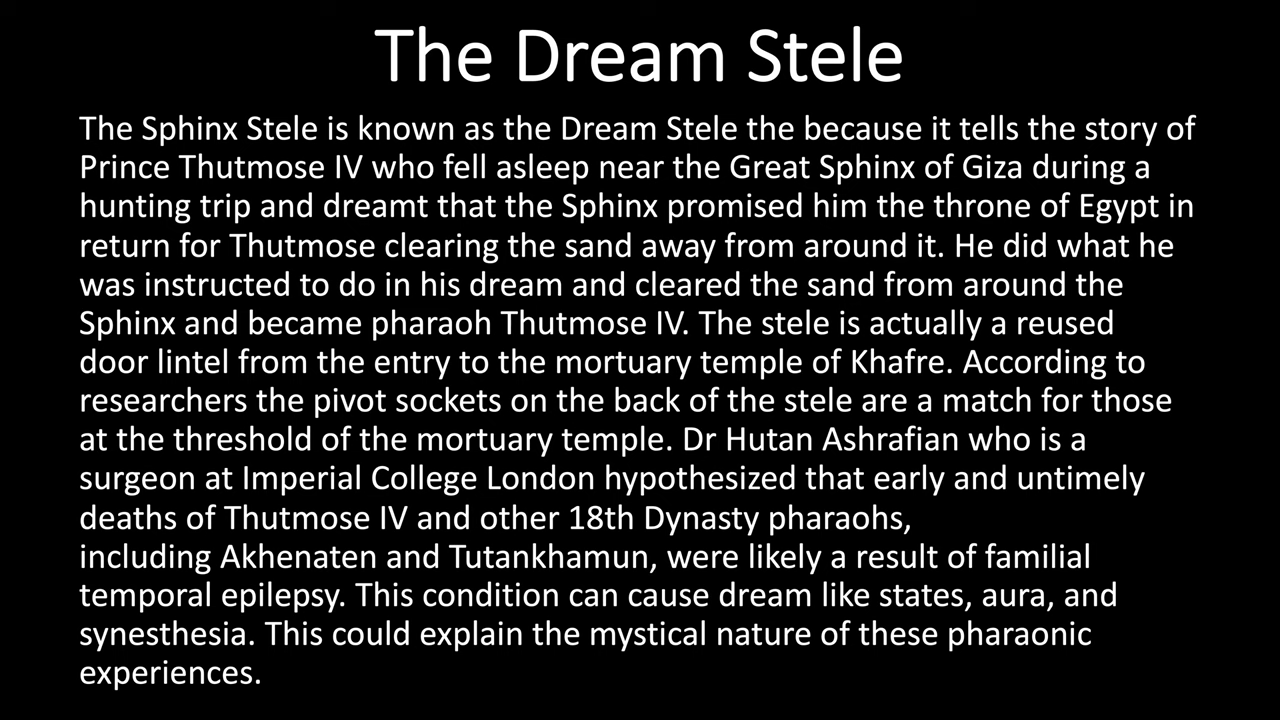 The Dream Stele
The Sphinx Stele is known as the Dream Stele the because it tells the story of
Prince Thutmose IV who fell asleep near the Great Sphinx of Giza during a
hunting trip and dreamt that the Sphinx promised him the throne of Egypt in
return for Thutmose clearing the sand away from around it. He did what he
was instructed to do in his dream and cleared the sand from around the
Sphinx and became pharaoh Thutmose IV. The stele is actually a reused
door lintel from the entry to the mortuary temple of Khafre. According to
researchers the pivot sockets on the back of the stele are a match for those
at the threshold of the mortuary temple. Dr Hutan Ashrafian who is a
surgeon at Imperial College London hypothesized that early and untimely
deaths of Thutmose IV and other 18th Dynasty pharaohs,
including Akhenaten and Tutankhamun, were likely a result of familial
temporal epilepsy. This condition can cause dream like states, aura, and
synesthesia. This could explain the mystical nature of these pharaonic
experiences.